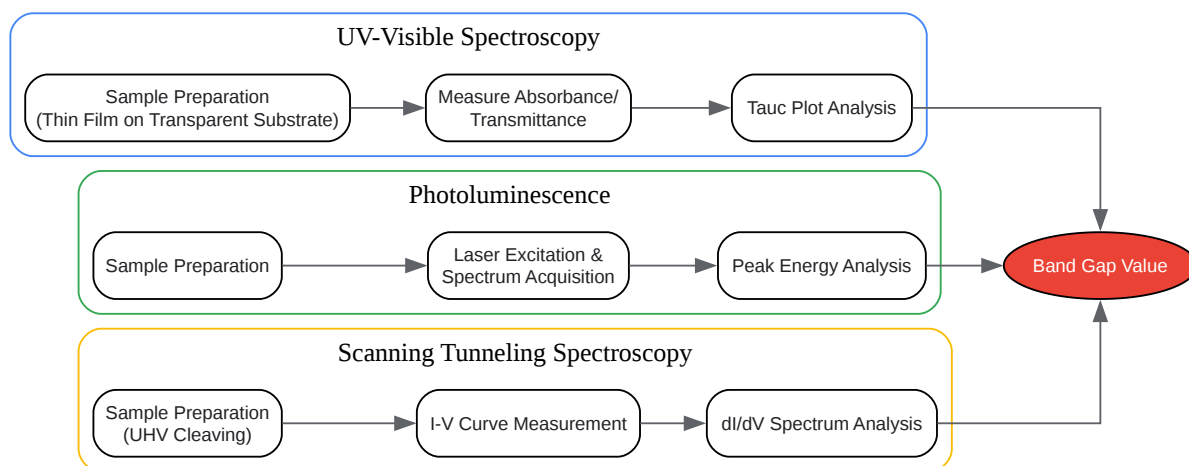 UV-Visible Spectroscopy
Sample Preparation
(Thin Film on Transparent Substrate)
Measure Absorbance/
Transmittance
Tauc Plot Analysis
Photoluminescence
Sample Preparation
Laser Excitation &
Spectrum Acquisition
Peak Energy Analysis
Band Gap Value
Scanning Tunneling Spectroscopy
Sample Preparation
(UHV Cleaving)
I-V Curve Measurement
dI/dV Spectrum Analysis